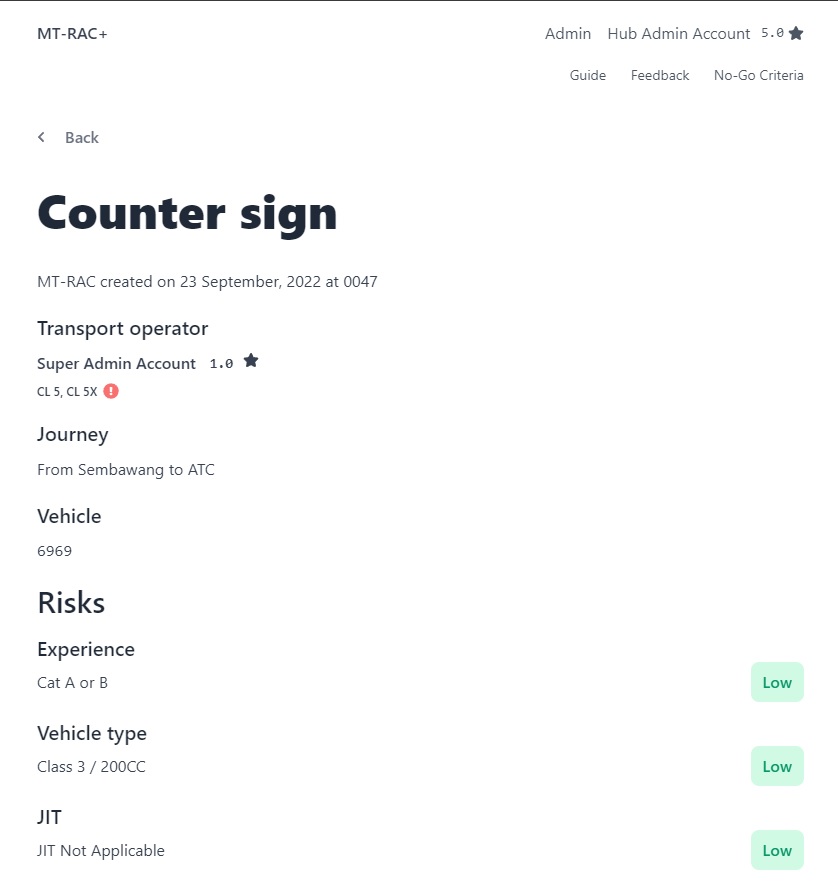 MT-RAC+
Admin Hub Admin Account 5.0
Guide Feedback No-Go Criteria
Back
Counter sign
MT-RAC created on 23 September, 2022 at 0047
Transport operator
Super Admin Account 1.0
CL 5, CL 5X
Journey
From Sembawang to ATC
Vehicle
6969
Risks
Experience
Cat A or B
Low
Vehicle type
Class 3 / 200CC
Low
JIT
JIT Not Applicable
Low